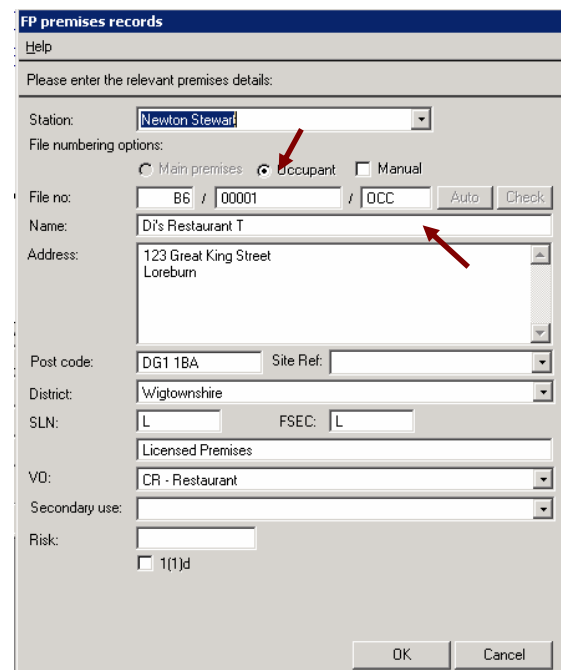 FP premises records
Help
Please enter the relevant premises details:
Station: Newton Stewart
File numbering options:
Main premises Occupant Manual
File no: B6 / 00001 / OCC Auto Check
Name: Di's Restaurant T
Address: 123 Great King Street
Loreburn
Post code: DG1 1BA Site Ref:
District: Wigtownshire
SLN: L FSEC: L
Licensed Premises
VO: CR - Restaurant
Secondary use:
Risk:
1(1)d
OK Cancel